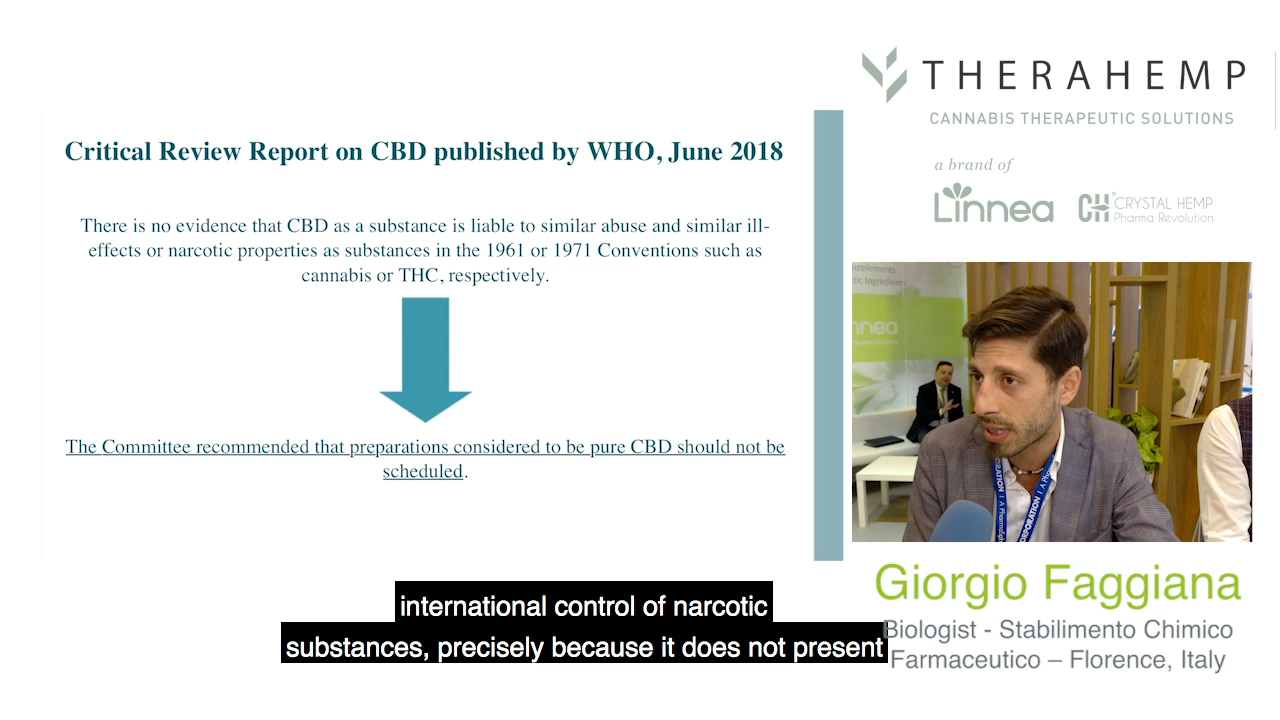 THERAHEMP
CANNABIS THERAPEUTIC SOLUTIONS
a brand of
Linnea
CH CRYSTAL HEMP
Pharma Revolution
Critical Review Report on CBD published by WHO, June 2018
There is no evidence that CBD as a substance is liable to similar abuse and similar ill-
effects or narcotic properties as substances in the 1961 or 1971 Conventions such as
cannabis or THC, respectively.
The Committee recommended that preparations considered to be pure CBD should not be
scheduled.
nnea
CORPORATION
Giorgio Faggiana
Biologist - Stabilimento Chimico
Farmaceutico – Florence, Italy
international control of narcotic
substances, precisely because it does not present